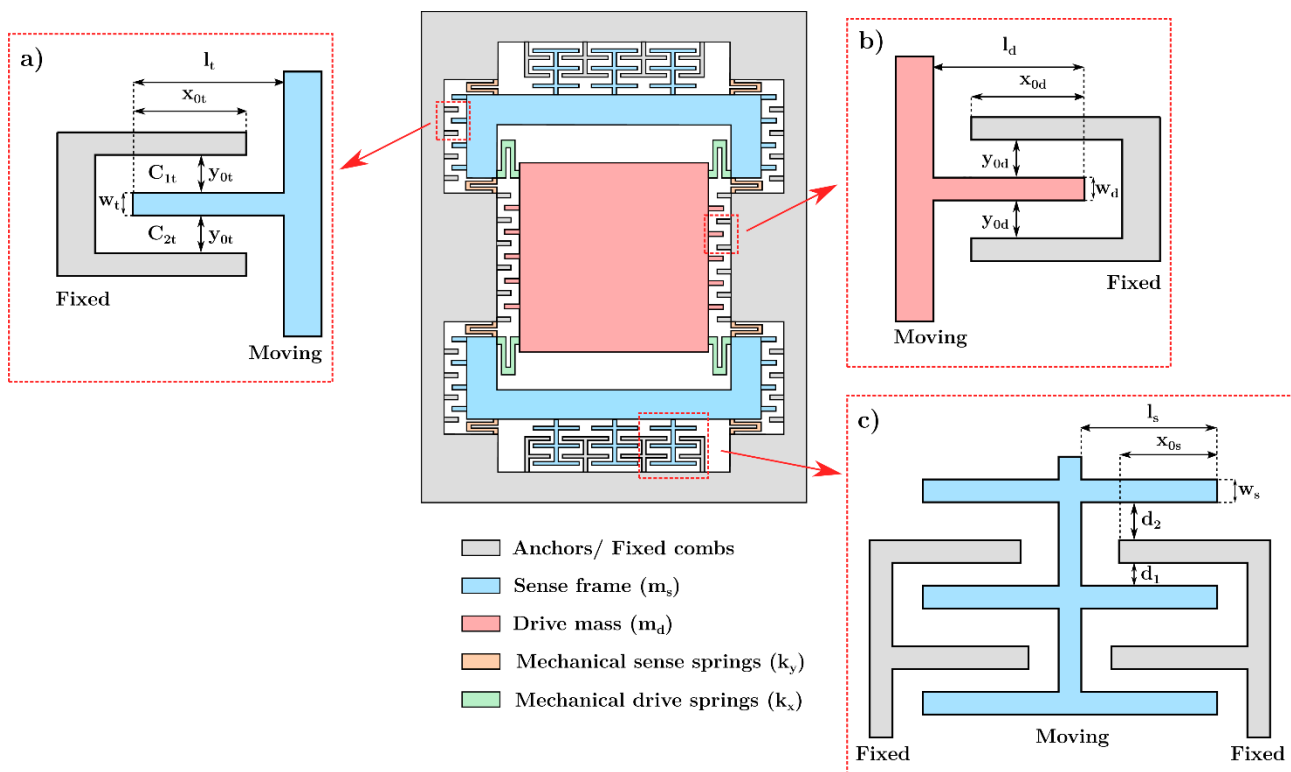 a)
l_t
x_0t
C_1t
y_0t
w_t
C_2t
y_0t
Fixed
Moving
b)
l_d
x_0d
y_0d
w_d
y_0d
Fixed
Moving
Anchors/ Fixed combs
Sense frame (m_s)
Drive mass (m_d)
Mechanical sense springs (k_y)
Mechanical drive springs (k_x)
c)
l_s
x_0s
w_s
d_2
d_1
Fixed
Moving
Fixed